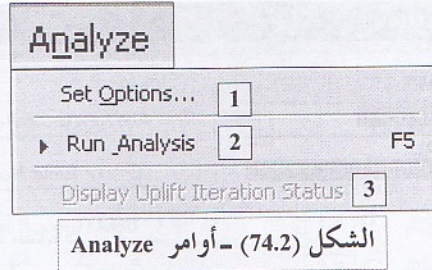 Analyze
Set Options... 1
Run Analysis 2 F5
Display Uplift Iteration Status 3
الشكل (74.2) - أوامر Analyze